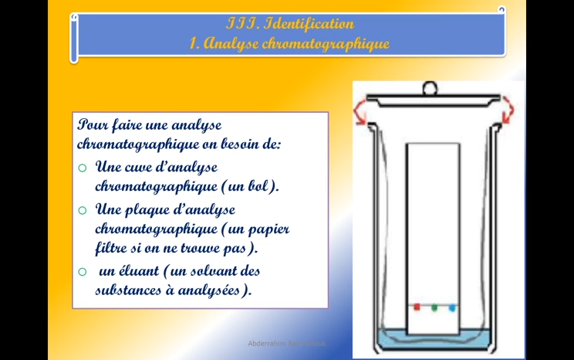 III. Identification
1. Analyse chromatographique
Pour faire une analyse
chromatographique on besoin de:
Une cuve d'analyse
chromatographique (un bol).
Une plaque d'analyse
chromatographique (un papier
filtre si on ne trouve pas).
un éluant (un solvant des
substances à analysées).